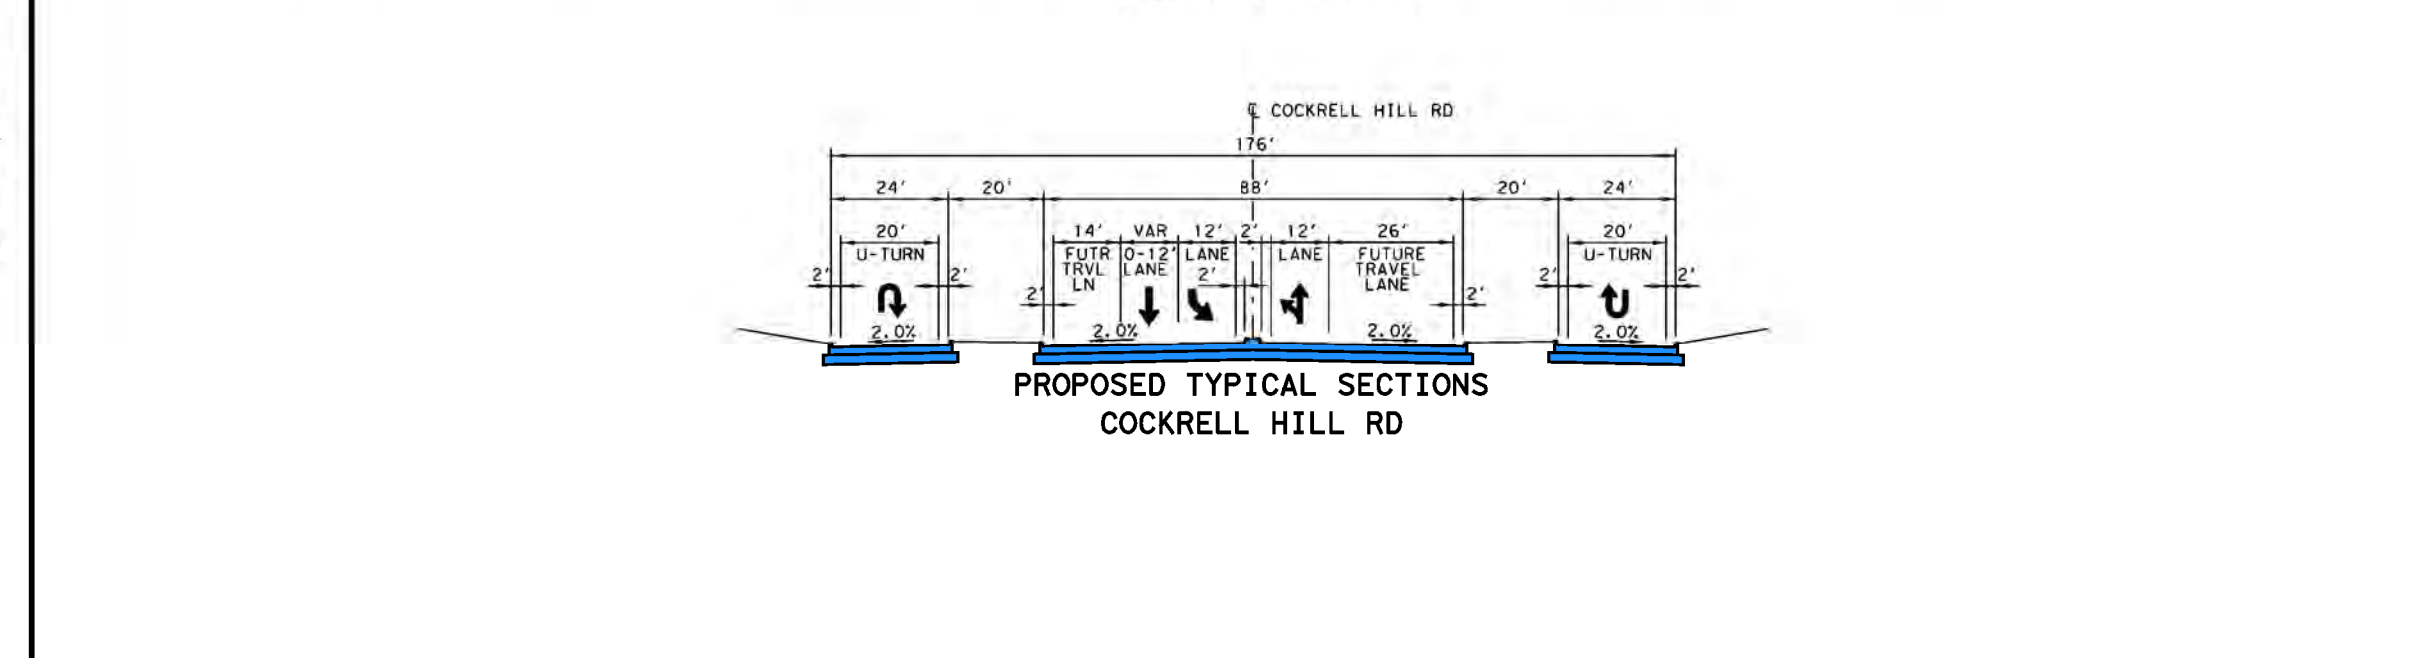 ℄ COCKRELL HILL RD
176'
24' 20' 88' 20' 24'
20' 14' VAR 12' 2' 12' 26' 20'
U-TURN FUTR 0-12' LANE LANE FUTURE U-TURN
TRVL LANE TRAVEL
LN LANE
2' 2' 2' 2' 2'
2' 2'
2.0% 2.0% 2.0% 2.0%
PROPOSED TYPICAL SECTIONS
COCKRELL HILL RD